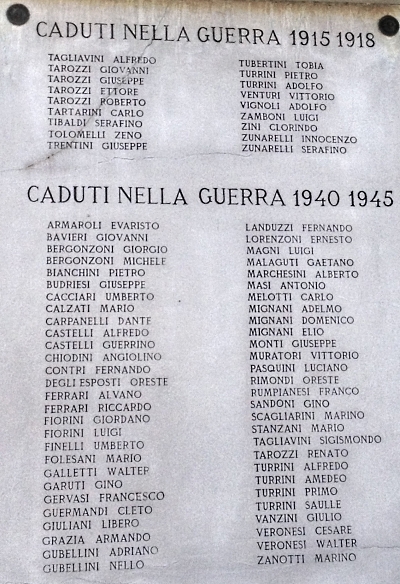 CADUTI NELLA GUERRA 1915 1918
TAGLIAVINI ALFREDO
TAROZZI GIOVANNI
TAROZZI GIUSEPPE
TAROZZI ETTORE
TAROZZI ROBERTO
TARTARINI CARLO
TIBALDI SERAFINO
TOLOMELLI ZENO
TRENTINI GIUSEPPE
TUBERTINI TOBIA
TURRINI PIETRO
TURRINI ADOLFO
VENTURI VITTORIO
VIGNOLI ADOLFO
ZAMBONI LUIGI
ZINI CLORINDO
ZUNARELLI INNOCENZO
ZUNARELLI SERAFINO
CADUTI NELLA GUERRA 1940 1945
ARMAROLI EVARISTO
BAVIERI GIOVANNI
BERGONZONI GIORGIO
BERGONZONI MICHELE
BIANCHINI PIETRO
BUDRIESI GIUSEPPE
CACCIARI UMBERTO
CALZATI MARIO
CARPANELLI DANTE
CASTELLI ALFREDO
CASTELLI GUERRINO
CHIODINI ANGIOLINO
CONTRI FERNANDO
DEGLI ESPOSTI ORESTE
FERRARI ALVANO
FERRARI RICCARDO
FIORINI GIORDANO
FIORINI LUIGI
FINELLI UMBERTO
FOLESANI MARIO
GALLETTI WALTER
GARUTI GINO
GERVASI FRANCESCO
GUERMANDI CLETO
GIULIANI LIBERO
GRAZIA ARMANDO
GUBELLINI ADRIANO
GUBELLINI NELLO
LANDUZZI FERNANDO
LORENZONI ERNESTO
MAGNI LUIGI
MALAGUTI GAETANO
MARCHESINI ALBERTO
MASI ANTONIO
MELOTTI CARLO
MIGNANI ADELMO
MIGNANI DOMENICO
MIGNANI ELIO
MONTI GIUSEPPE
MURATORI VITTORIO
PASQUINI LUCIANO
RIMONDI ORESTE
RUMPIANESI FRANCO
SANDONI GINO
SCAGLIARINI MARINO
STANZANI MARIO
TAGLIAVINI SIGISMONDO
TAROZZI RENATO
TURRINI ALFREDO
TURRINI AMEDEO
TURRINI PRIMO
TURRINI SAULLE
VANZINI GIULIO
VERONESI CESARE
VERONESI WALTER
ZANOTTI MARINO